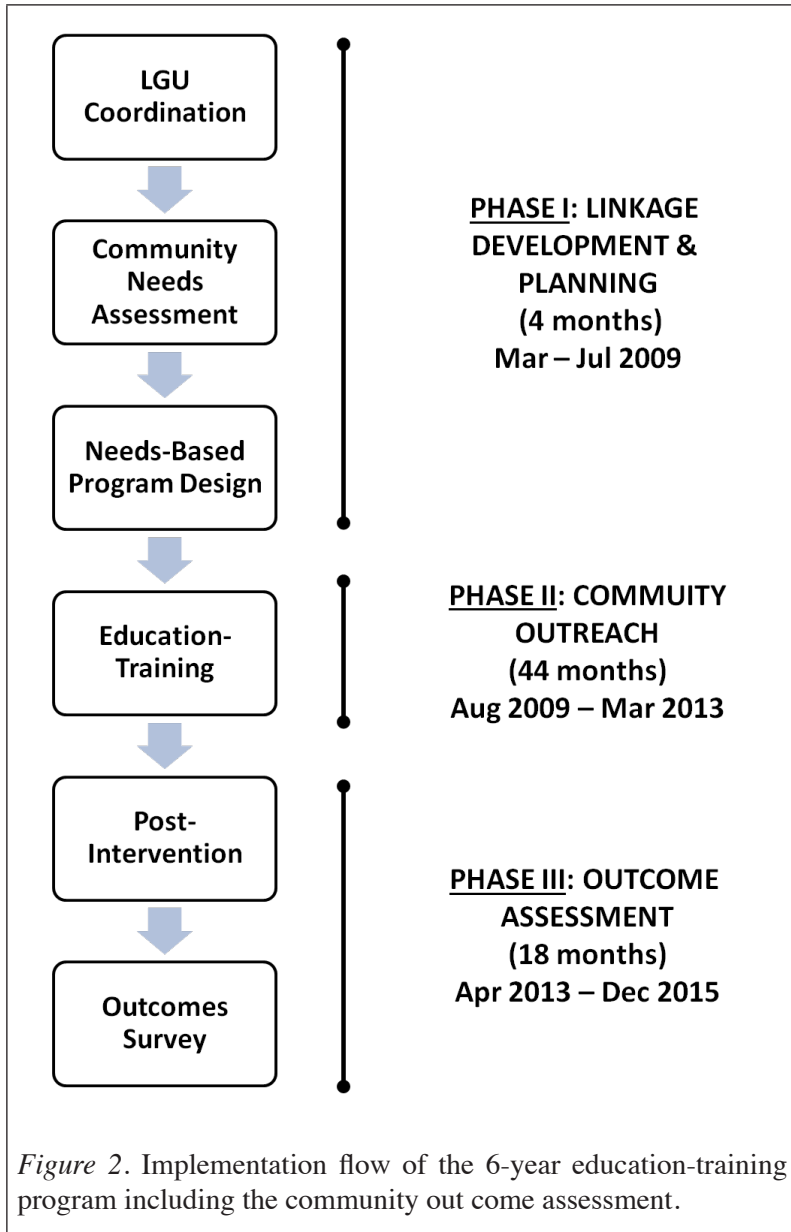 LGU
Coordination
Community
Needs
Assessment
Needs-Based
Program Design
Education-
Training
Post-
Intervention
Outcomes
Survey
PHASE I: LINKAGE
DEVELOPMENT &
PLANNING
(4 months)
Mar – Jul 2009
PHASE II: COMMUITY
OUTREACH
(44 months)
Aug 2009 – Mar 2013
PHASE III: OUTCOME
ASSESSMENT
(18 months)
Apr 2013 – Dec 2015
Figure 2. Implementation flow of the 6-year education-training
program including the community out come assessment.